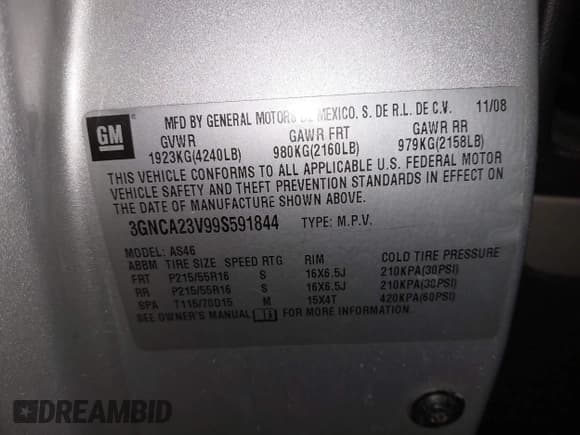 GM
MFD BY GENERAL MOTORS DE MEXICO, S. DE R.L. DE C.V. 11/08
GVWR GAWR FRT GAWR RR
1923KG(4240LB) 980KG(2160LB) 979KG(2158LB)
THIS VEHICLE CONFORMS TO ALL APPLICABLE U.S. FEDERAL MOTOR
VEHICLE SAFETY AND THEFT PREVENTION STANDARDS IN EFFECT ON
THE DATE OF MANUFACTURE SHOWN ABOVE.
3GNCA23V99S591844 TYPE: M.P.V.
MODEL: AS46
ABBM TIRE SIZE SPEED RTG RIM COLD TIRE PRESSURE
FRT P215/55R16 S 16X6.5J 210KPA(30PSI)
RR P215/55R16 S 16X6.5J 210KPA(30PSI)
SPA T115/70D15 M 15X4T 420KPA(60PSI)
SEE OWNER'S MANUAL FOR MORE INFORMATION.
DREAMBID